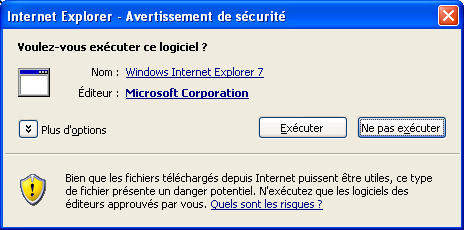 Internet Explorer - Avertissement de sécurité
Voulez-vous exécuter ce logiciel ?
Nom : Windows Internet Explorer 7
Éditeur : Microsoft Corporation
Plus d'options
Exécuter
Ne pas exécuter
Bien que les fichiers téléchargés depuis Internet puissent être utiles, ce type
de fichier présente un danger potentiel. N'exécutez que les logiciels des
éditeurs approuvés par vous. Quels sont les risques ?